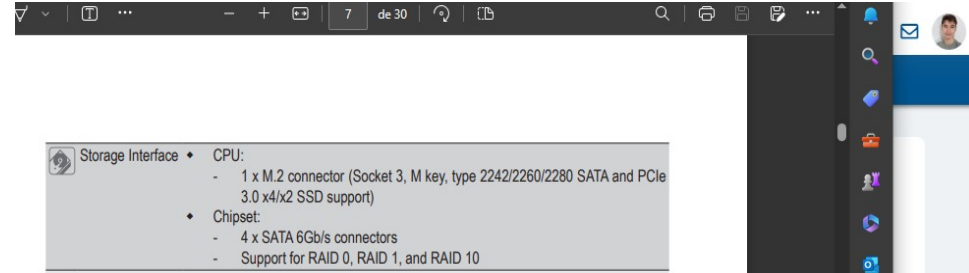 7 de 30
Storage Interface ◆ CPU:
- 1 x M.2 connector (Socket 3, M key, type 2242/2260/2280 SATA and PCIe
3.0 x4/x2 SSD support)
◆ Chipset:
- 4 x SATA 6Gb/s connectors
- Support for RAID 0, RAID 1, and RAID 10